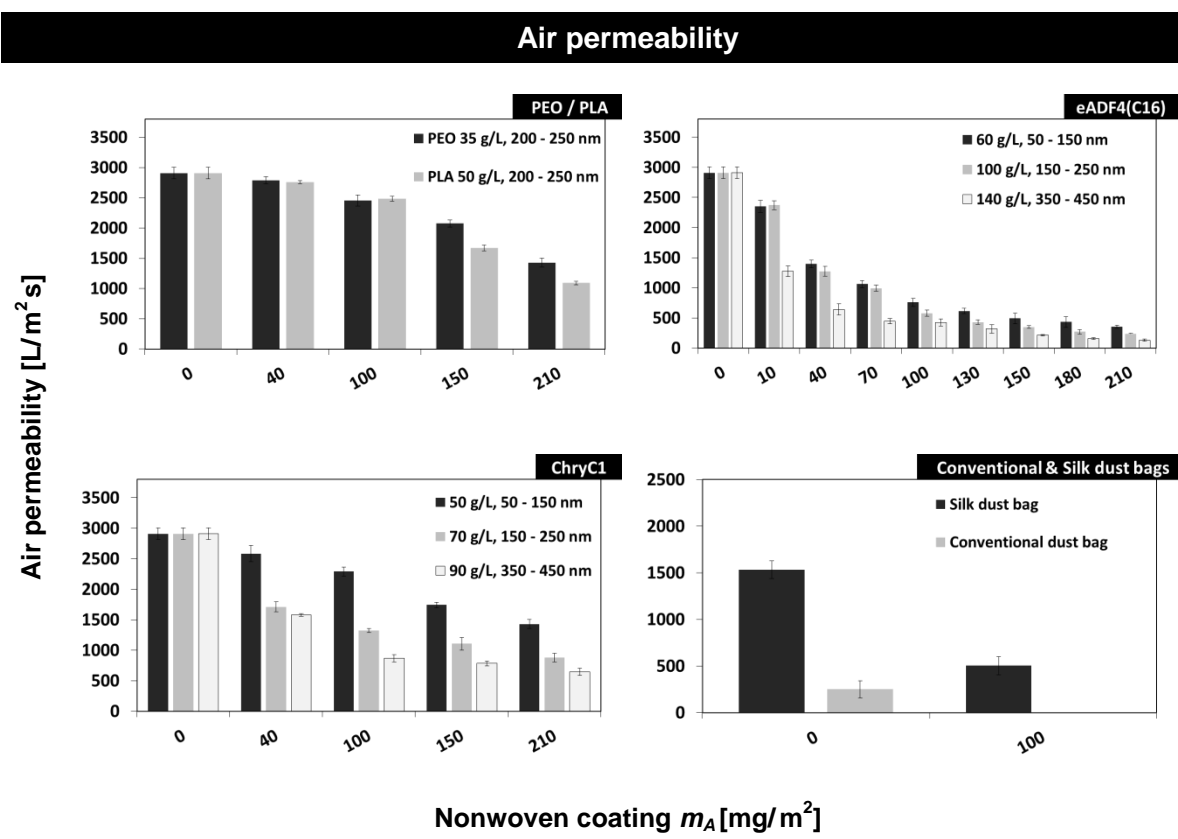 Air permeability
PEO / PLA
PEO 35 g/L, 200 - 250 nm
PLA 50 g/L, 200 - 250 nm
3500
3000
2500
2000
1500
1000
500
0
0 40 100 150 210
eADF4(C16)
60 g/L, 50 - 150 nm
100 g/L, 150 - 250 nm
140 g/L, 350 - 450 nm
3500
3000
2500
2000
1500
1000
500
0
0 10 40 70 100 130 150 180 210
Air permeability [L/m² s]
ChryC1
50 g/L, 50 - 150 nm
70 g/L, 150 - 250 nm
90 g/L, 350 - 450 nm
3500
3000
2500
2000
1500
1000
500
0
0 40 100 150 210
Conventional & Silk dust bags
Silk dust bag
Conventional dust bag
2500
2000
1500
1000
500
0
0 100
Nonwoven coating mA [mg/m²]